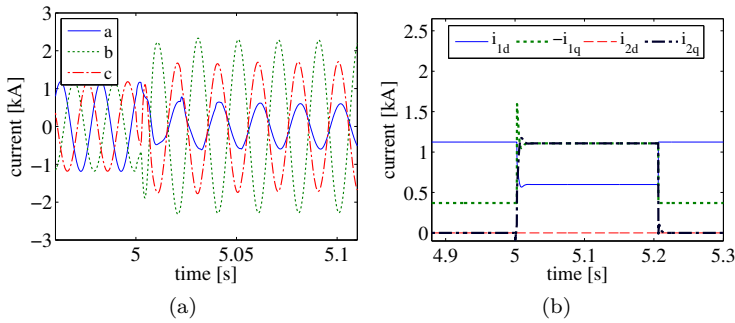 3
2
1
0
−1
−2
−3
current [kA]
a
b
c
5
5.05
5.1
time [s]
(a)
2.5
2
1.5
1
0.5
0
current [kA]
i1d
−i1q
i2d
i2q
4.9
5
5.1
5.2
5.3
time [s]
(b)